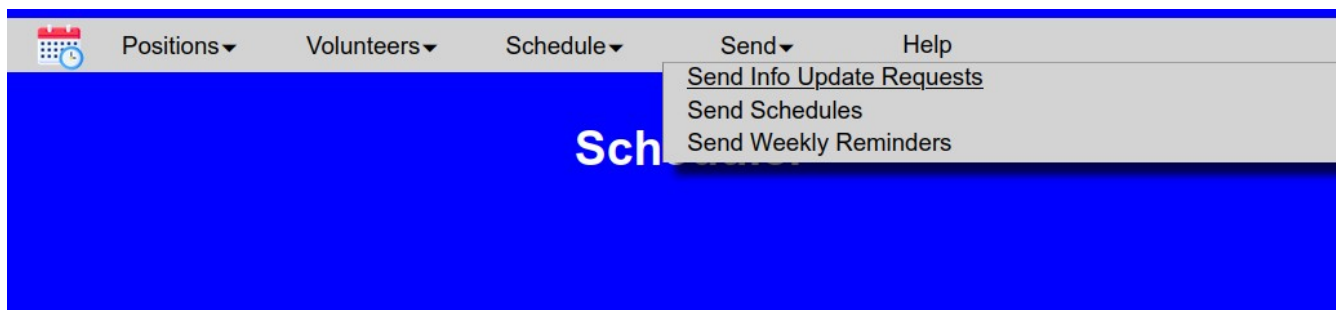 Positions Volunteers Schedule Send Help
Send Info Update Requests
Send Schedules
Send Weekly Reminders